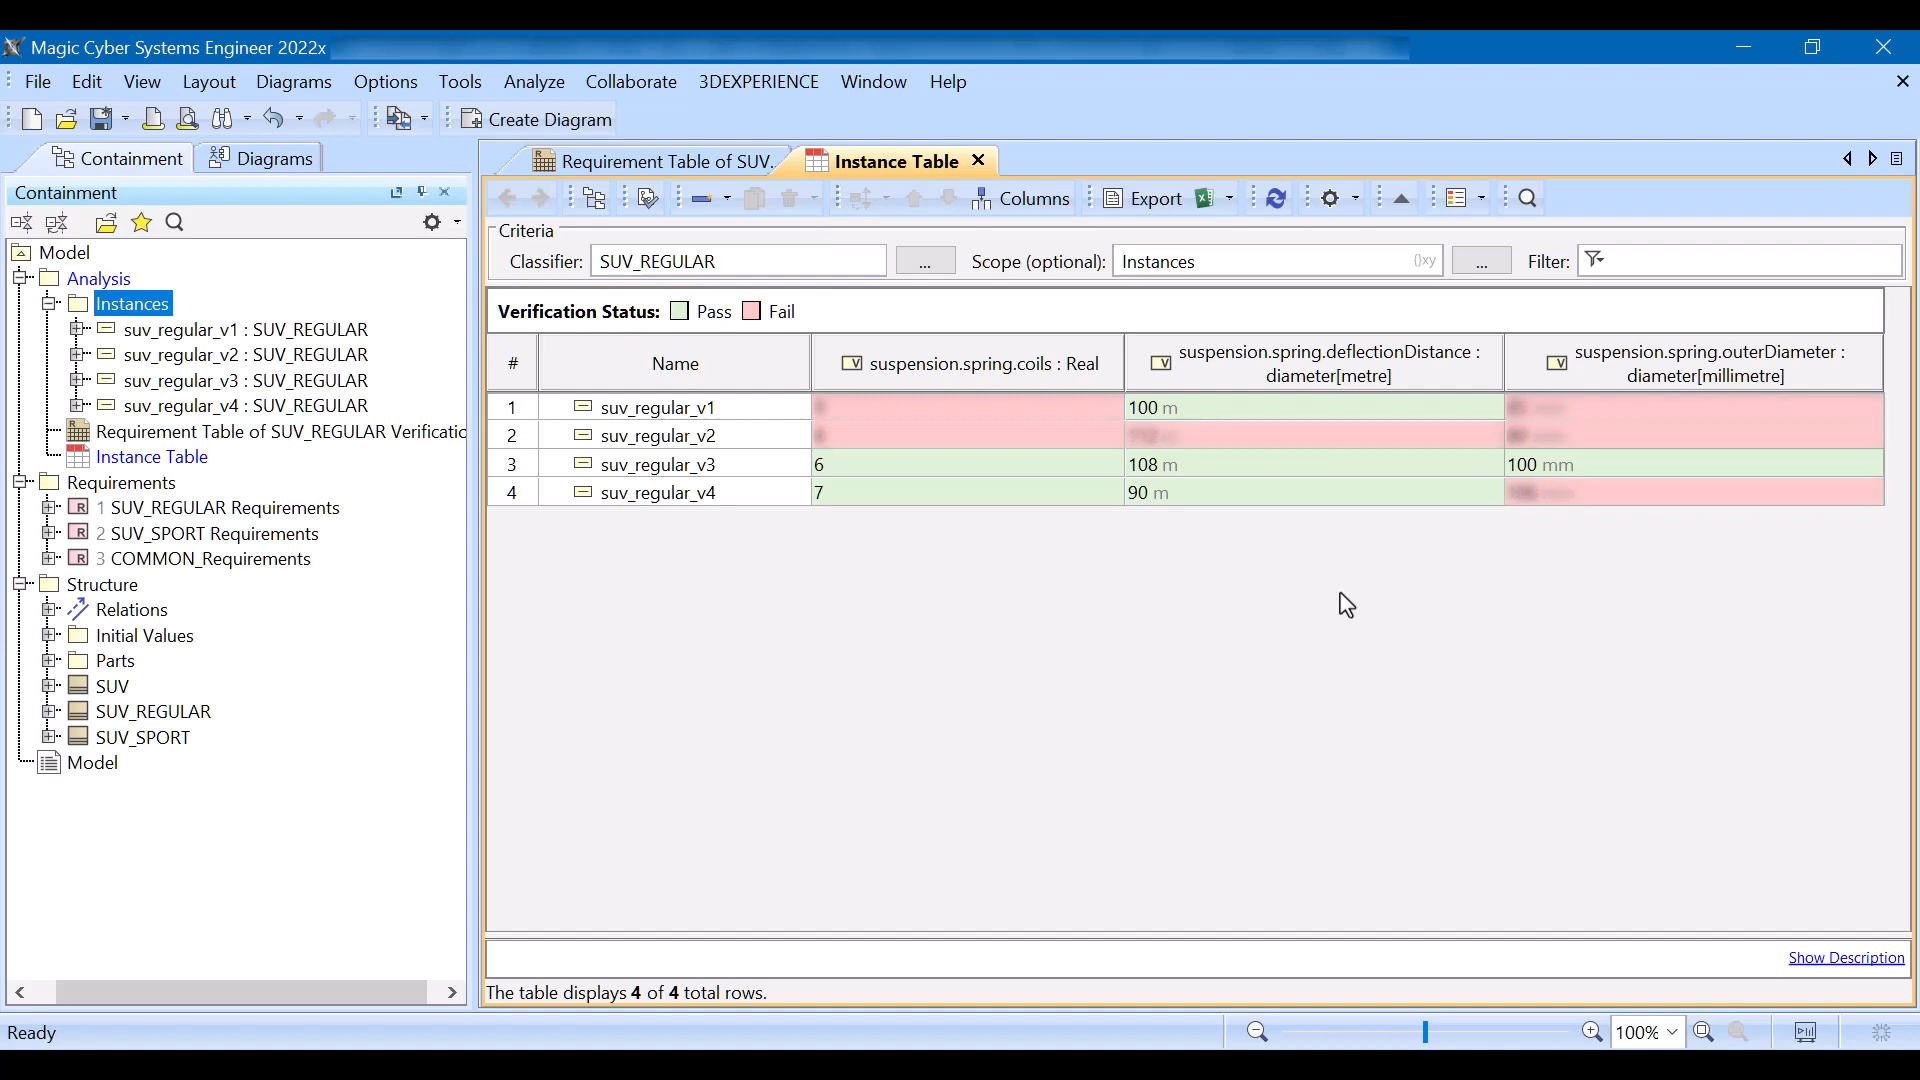 Magic Cyber Systems Engineer 2022x
File Edit View Layout Diagrams Options Tools Analyze Collaborate 3DEXPERIENCE Window Help
Create Diagram
Containment Diagrams
Containment
Model
Analysis
Instances
suv_regular_v1 : SUV_REGULAR
suv_regular_v2 : SUV_REGULAR
suv_regular_v3 : SUV_REGULAR
suv_regular_v4 : SUV_REGULAR
Requirement Table of SUV_REGULAR Verificatio
Instance Table
Requirements
R 1 SUV_REGULAR Requirements
R 2 SUV_SPORT Requirements
R 3 COMMON_Requirements
Structure
Relations
Initial Values
Parts
SUV
SUV_REGULAR
SUV_SPORT
Model
Requirement Table of SUV... Instance Table
Columns Export
Criteria
Classifier: SUV_REGULAR ... Scope (optional): Instances ()xy ... Filter:
Verification Status: Pass Fail
# Name V suspension.spring.coils : Real V suspension.spring.deflectionDistance : diameter[metre] V suspension.spring.outerDiameter : diameter[millimetre]
1 suv_regular_v1 100 m
2 suv_regular_v2
3 suv_regular_v3 6 108 m 100 mm
4 suv_regular_v4 7 90 m
Show Description
The table displays 4 of 4 total rows.
Ready 100%